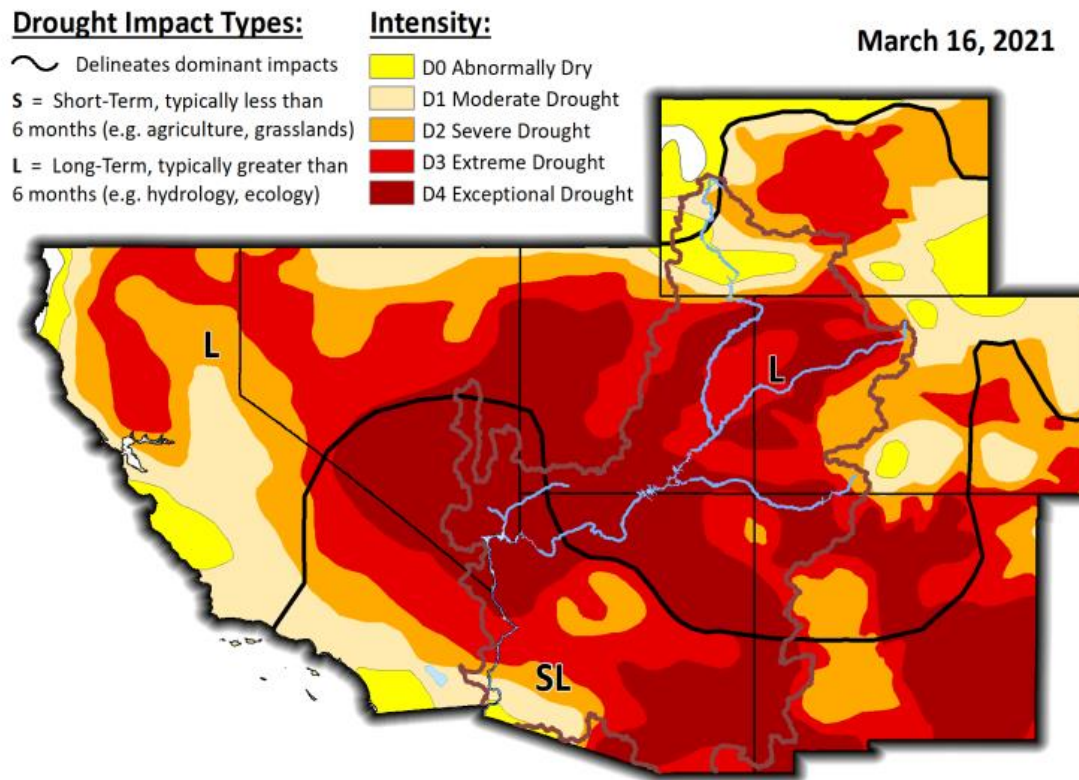 Drought Impact Types:
Delineates dominant impacts
S = Short-Term, typically less than
6 months (e.g. agriculture, grasslands)
L = Long-Term, typically greater than
6 months (e.g. hydrology, ecology)
Intensity:
D0 Abnormally Dry
D1 Moderate Drought
D2 Severe Drought
D3 Extreme Drought
D4 Exceptional Drought
March 16, 2021
L
L
SL